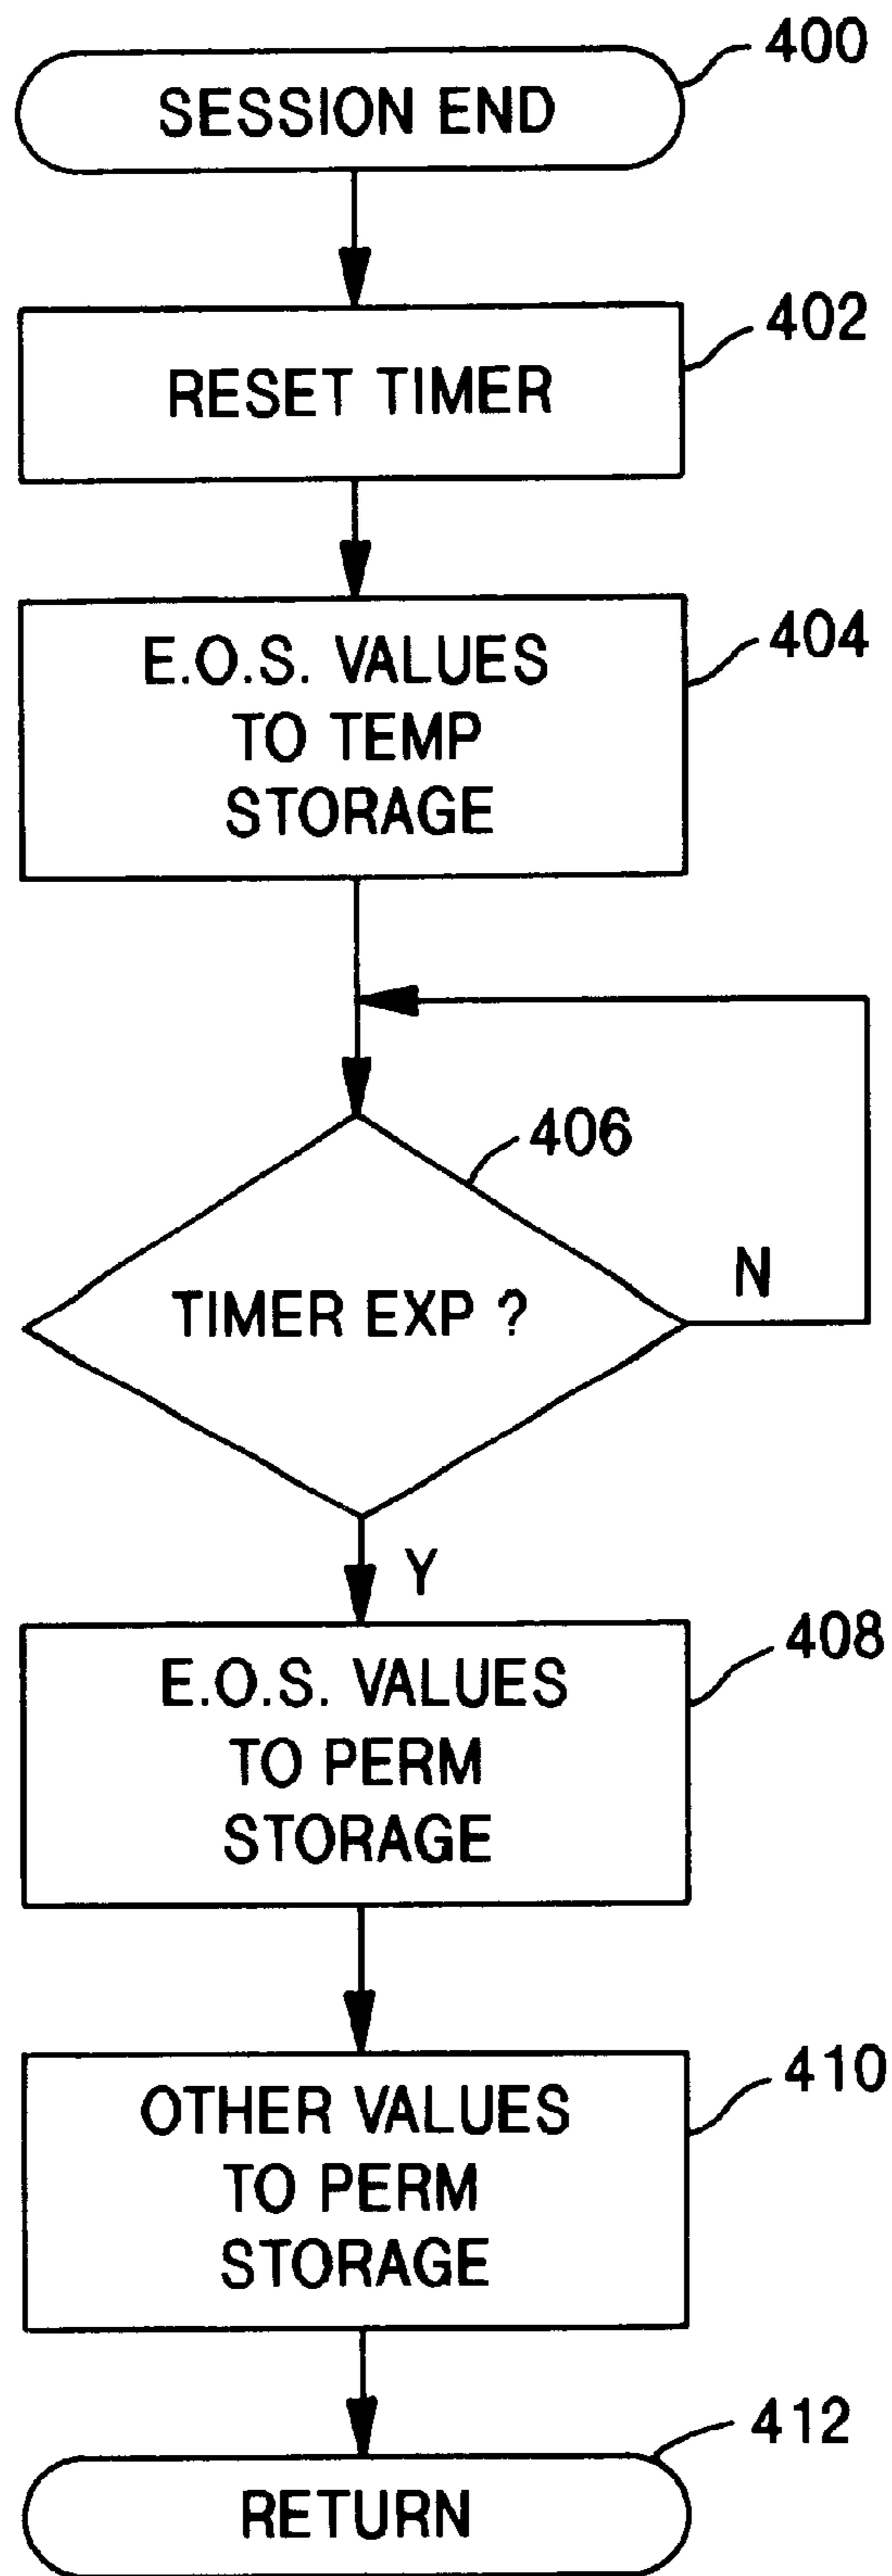 400
SESSION END
402
RESET TIMER
404
E.O.S. VALUES
TO TEMP
STORAGE
406
TIMER EXP ?
N
Y
408
E.O.S. VALUES
TO PERM
STORAGE
410
OTHER VALUES
TO PERM
STORAGE
412
RETURN